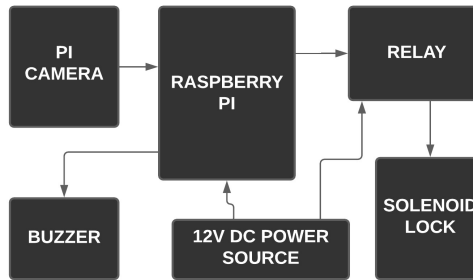 PI
CAMERA
RASPBERRY
PI
RELAY
BUZZER
12V DC POWER
SOURCE
SOLENOID
LOCK